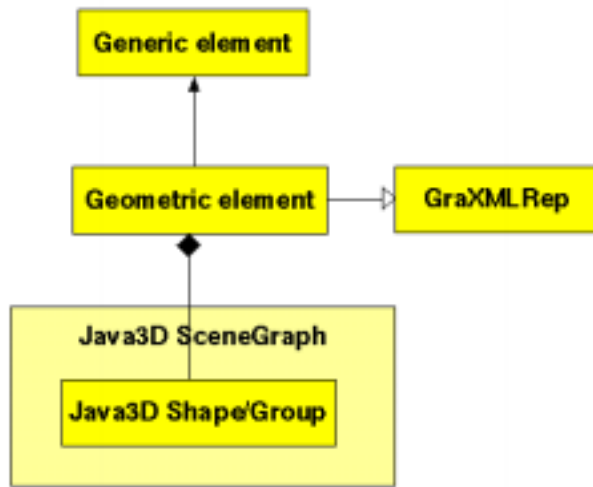 Generic element
Geometric element
GraXMLRep
Java3D SceneGraph
Java3D Shape/Group